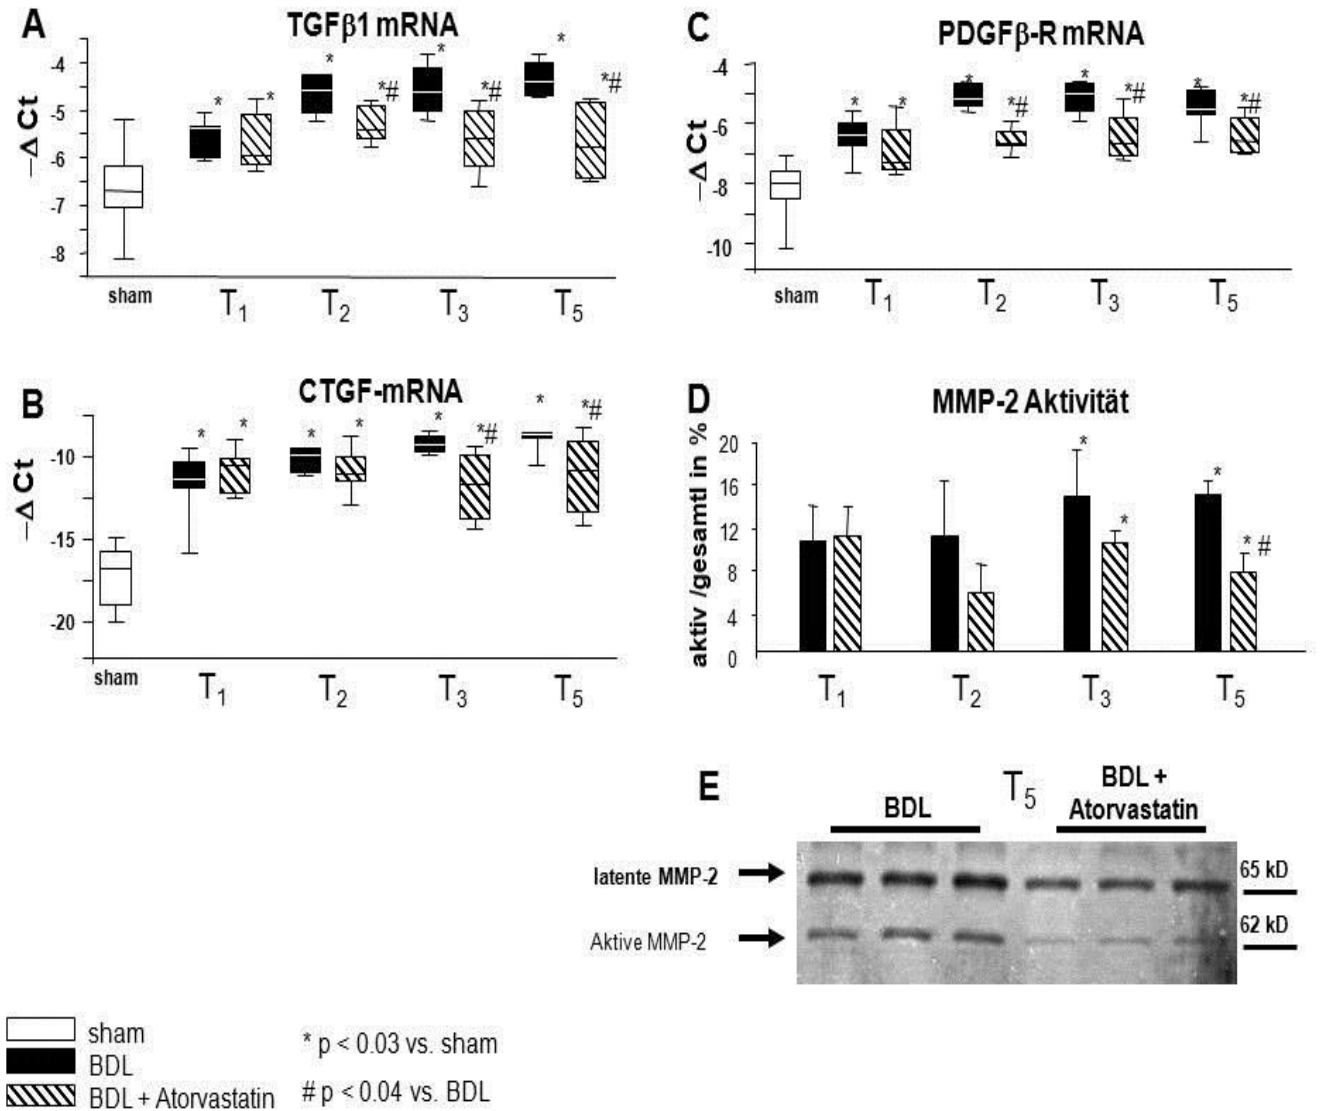 A
TGFβ1 mRNA
−Δ Ct
-4
-5
-6
-7
-8
* * * *# * *# * *#
sham T1 T2 T3 T5
C
PDGFβ-R mRNA
−Δ Ct
-4
-6
-8
-10
* * * *# * *# * *#
sham T1 T2 T3 T5
B
CTGF-mRNA
−Δ Ct
-10
-15
-20
* * * * * *# * *#
sham T1 T2 T3 T5
D
MMP-2 Aktivität
aktiv /gesamtl in %
20
16
12
8
4
0
* * * * #
T1 T2 T3 T5
E
T5
BDL
BDL +
Atorvastatin
latente MMP-2
65 kD
Aktive MMP-2
62 kD
sham
BDL
BDL + Atorvastatin
* p < 0.03 vs. sham
# p < 0.04 vs. BDL